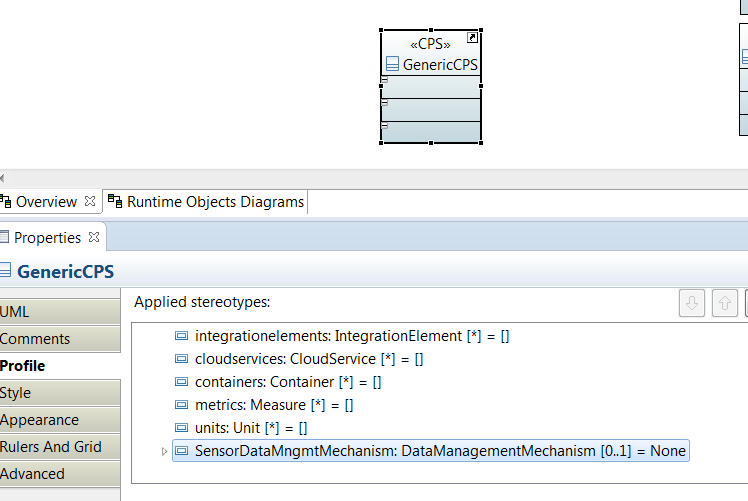 «CPS»
GenericCPS
Overview
Runtime Objects Diagrams
Properties
GenericCPS
UML
Comments
Profile
Style
Appearance
Rulers And Grid
Advanced
Applied stereotypes:
integrationelements: IntegrationElement [*] = []
cloudservices: CloudService [*] = []
containers: Container [*] = []
metrics: Measure [*] = []
units: Unit [*] = []
SensorDataMngmtMechanism: DataManagementMechanism [0..1] = None